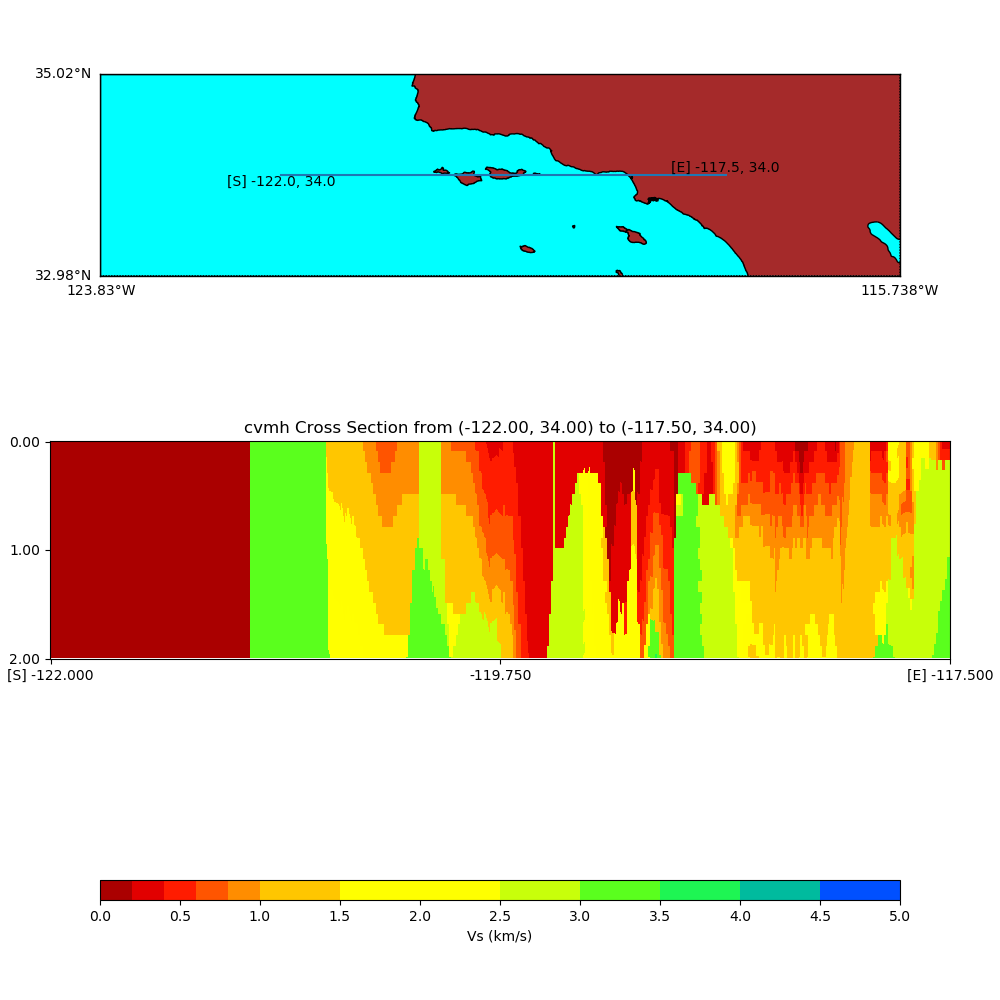 35.02°N
[E] -117.5, 34.0
[S] -122.0, 34.0
32.98°N
123.83°W 115.738°W
cvmh Cross Section from (-122.00, 34.00) to (-117.50, 34.00)
0.00
1.00
2.00
[S] -122.000 -119.750 [E] -117.500
0.0 0.5 1.0 1.5 2.0 2.5 3.0 3.5 4.0 4.5 5.0
Vs (km/s)